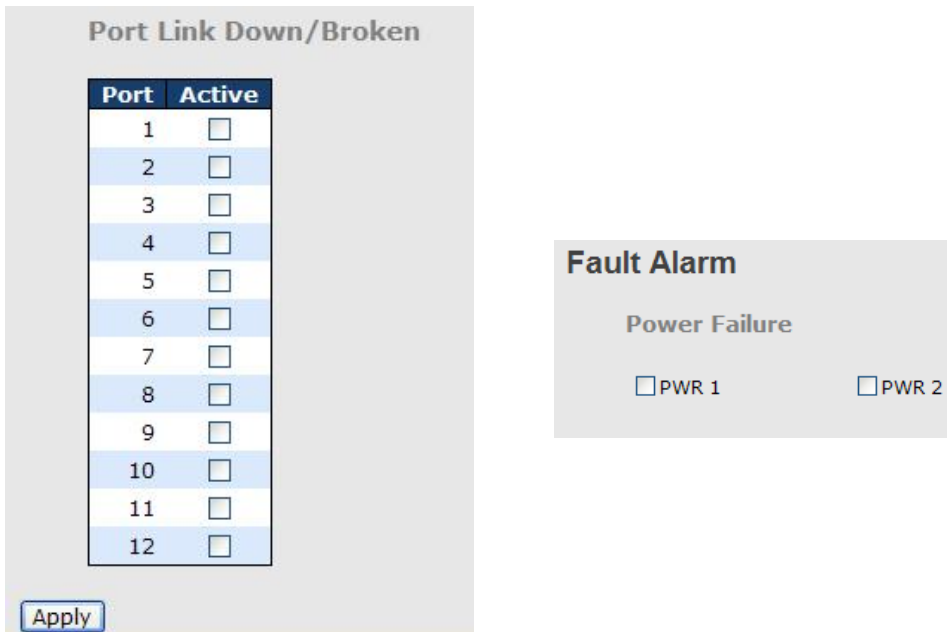 Port Link Down/Broken
Port Active
1
2
3
4
5
6
7
8
9
10
11
12
Apply
Fault Alarm
Power Failure
PWR 1 PWR 2